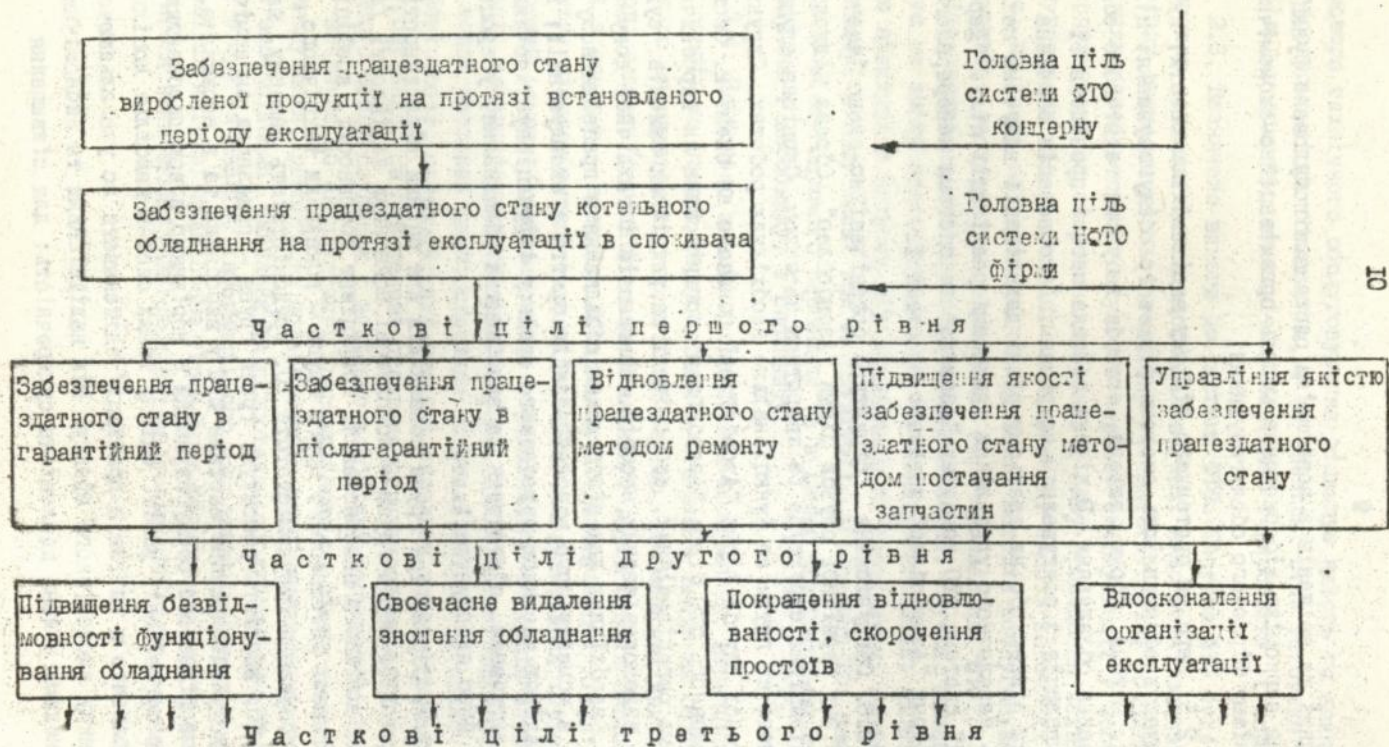 Забезпечення працездатного стану
виробленої продукції на протязі встановленого
періоду експлуатації
Головна ціль
системи ФТО
концерну
Забезпечення працездатного стану котельного
обладнання на протязі експлуатації в споживача
Головна ціль
системи НФТО
фірми
10
Часткові цілі першого рівня
Забезпечення праце-
здатного стану в
гарантійний період
Забезпечення праце-
здатного стану в
післягарантійний
період
Відновлення
працездатного стану
методом ремонту
Підвищення якості
забезпечення праце-
здатного стану мето-
дом постачання
запчастин
Управління якістю
забезпечення
працездатного
стану
Часткові цілі другого рівня
Підвищення безвід-
мовності функціону-
вання обладнання
Своєчасне видалення
зношення обладнання
Покращення відновлю-
ваності, скорочення
простоїв
Вдосконалення
організації
експлуатації
Часткові цілі третього рівня